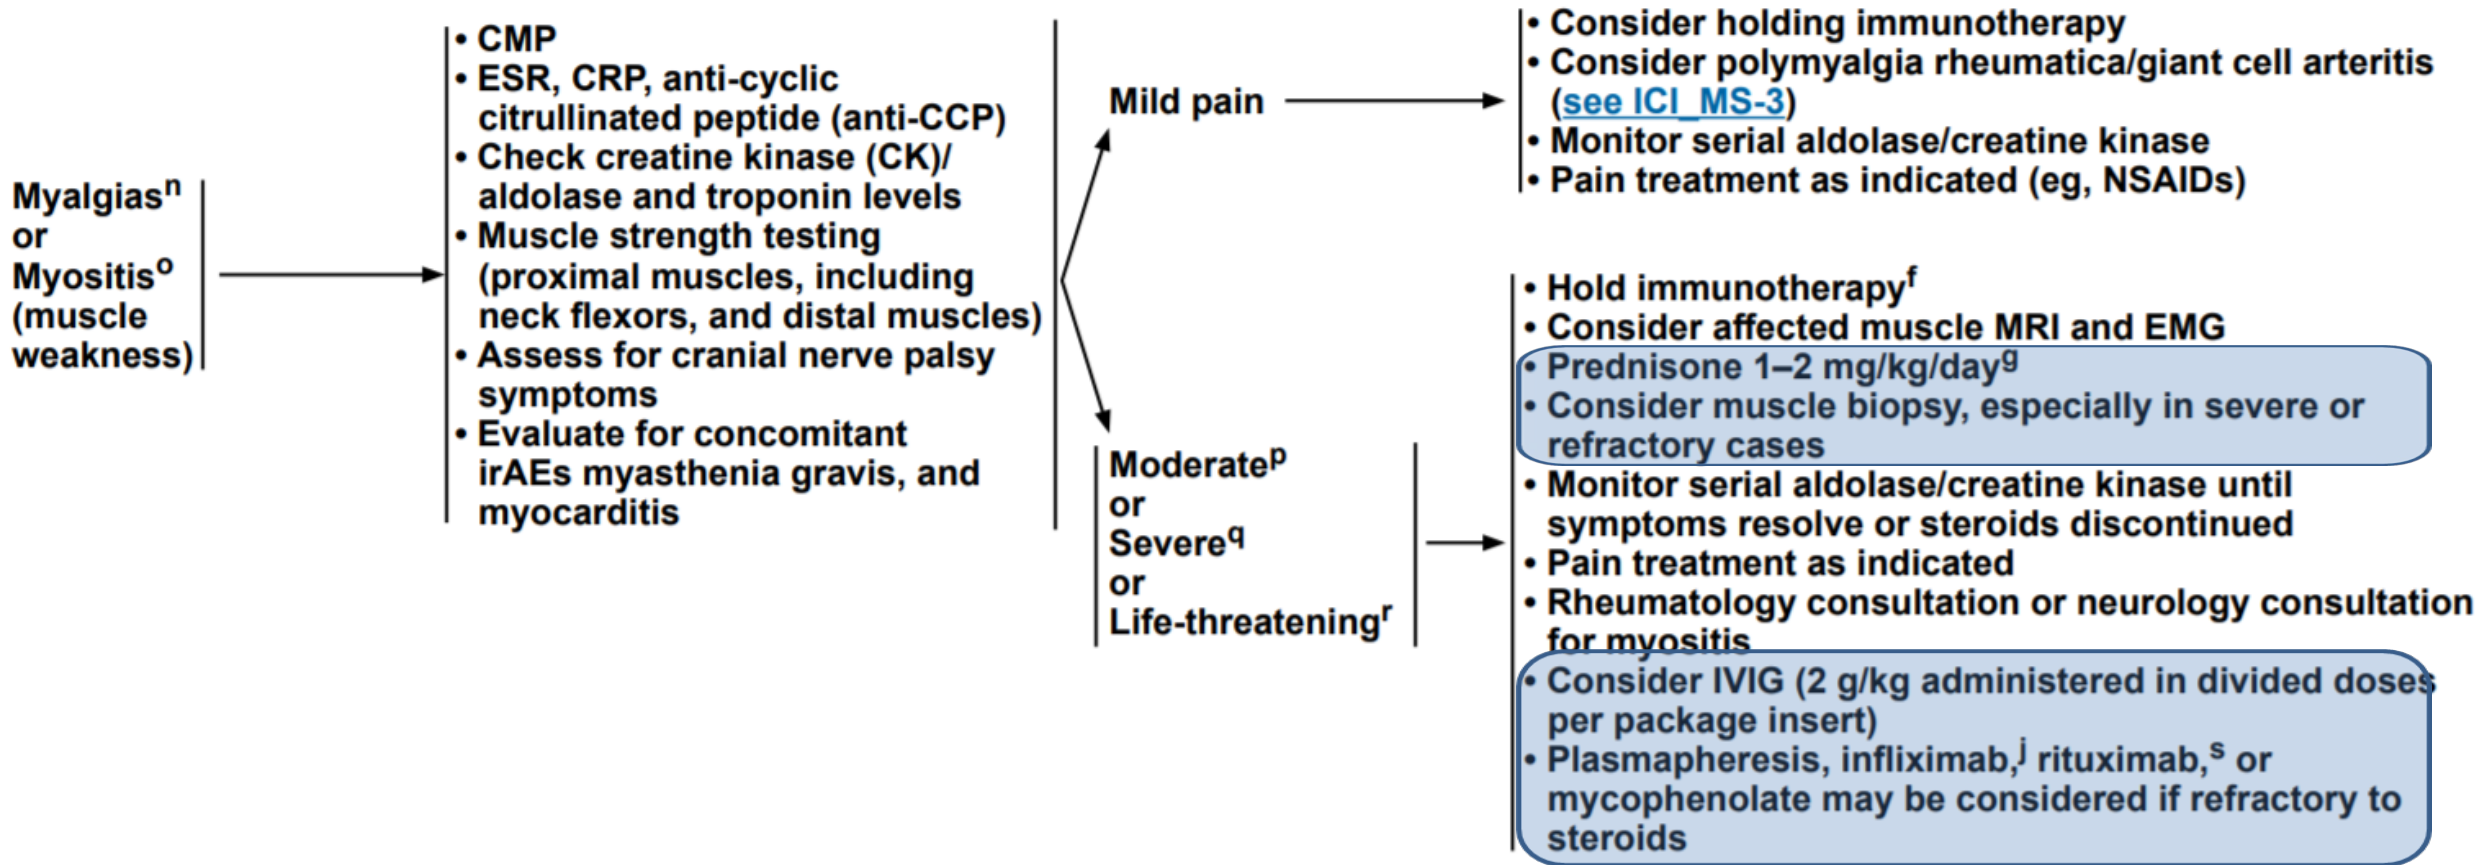 Myalgiasⁿ
or
Myositisᵒ
(muscle
weakness)
• CMP
• ESR, CRP, anti-cyclic
citrullinated peptide (anti-CCP)
• Check creatine kinase (CK)/
aldolase and troponin levels
• Muscle strength testing
(proximal muscles, including
neck flexors, and distal muscles)
• Assess for cranial nerve palsy
symptoms
• Evaluate for concomitant
irAEs myasthenia gravis, and
myocarditis
Mild pain
• Consider holding immunotherapy
• Consider polymyalgia rheumatica/giant cell arteritis
(see ICI_MS-3)
• Monitor serial aldolase/creatine kinase
• Pain treatment as indicated (eg, NSAIDs)
Moderateᵖ
or
Severe^q
or
Life-threateningʳ
• Hold immunotherapyᶠ
• Consider affected muscle MRI and EMG
• Prednisone 1–2 mg/kg/dayᵍ
• Consider muscle biopsy, especially in severe or
refractory cases
• Monitor serial aldolase/creatine kinase until
symptoms resolve or steroids discontinued
• Pain treatment as indicated
• Rheumatology consultation or neurology consultation
for myositis
• Consider IVIG (2 g/kg administered in divided doses
per package insert)
• Plasmapheresis, infliximab,ʲ rituximab,ˢ or
mycophenolate may be considered if refractory to
steroids